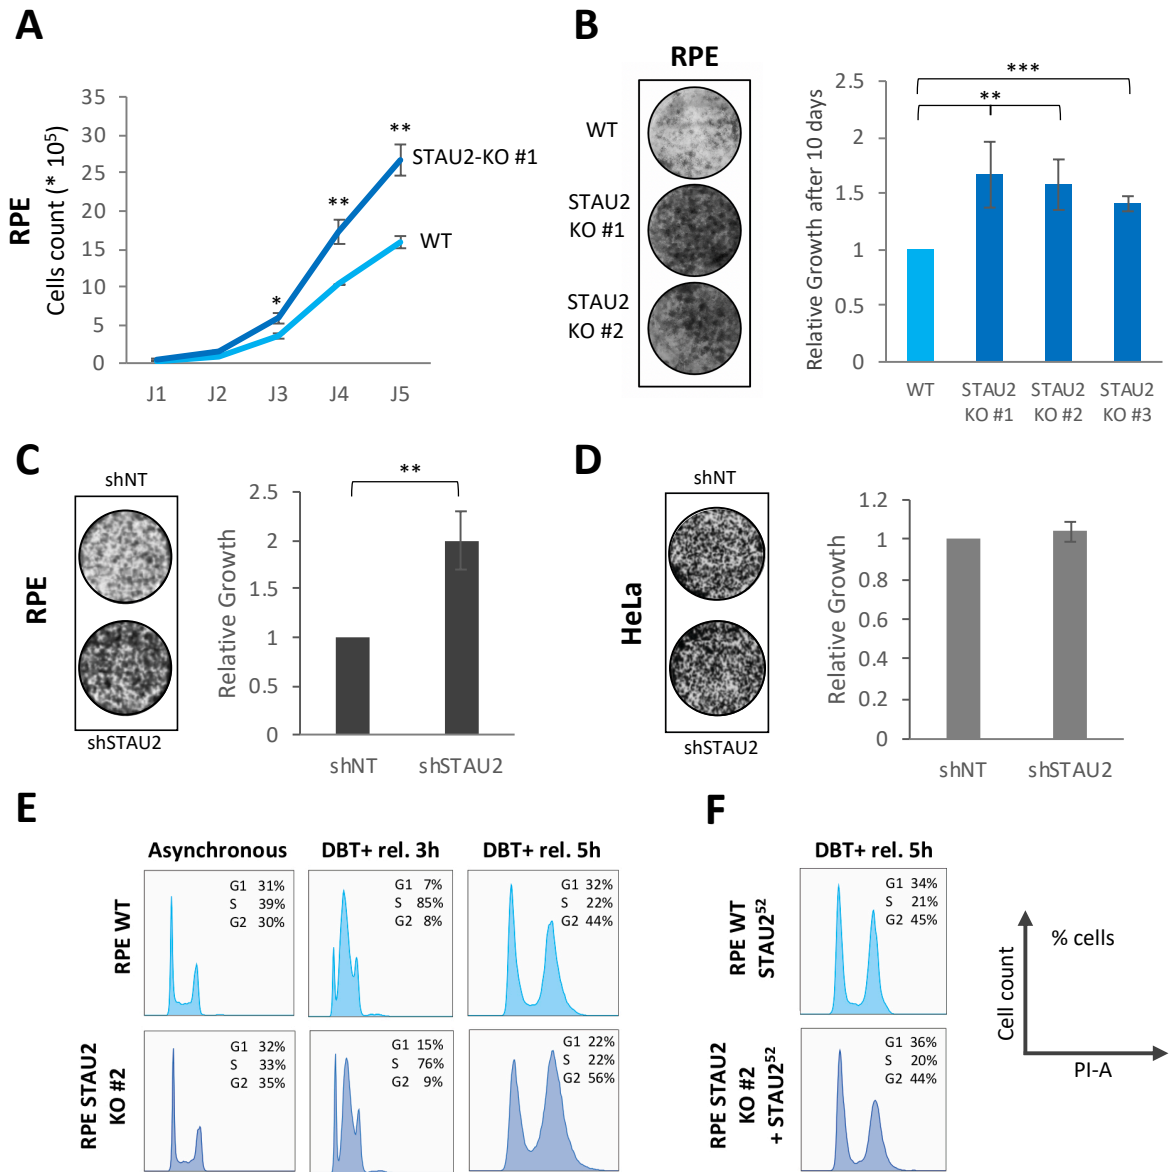 A
RPE
Cells count (* 10⁵)
35
30
25
20
15
10
5
0
J1 J2 J3 J4 J5
*
**
**
STAU2-KO #1
WT
B
RPE
WT
STAU2
KO #1
STAU2
KO #2
Relative Growth after 10 days
2.5
2
1.5
1
0.5
0
***
**
WT STAU2 STAU2 STAU2
KO #1 KO #2 KO #3
C
RPE
shNT
shSTAU2
Relative Growth
2.5
2
1.5
1
0.5
0
**
shNT shSTAU2
D
HeLa
shNT
shSTAU2
Relative Growth
1.2
1
0.8
0.6
0.4
0.2
0
shNT shSTAU2
E
Asynchronous DBT+ rel. 3h DBT+ rel. 5h
RPE WT
G1 31%
S 39%
G2 30%
G1 7%
S 85%
G2 8%
G1 32%
S 22%
G2 44%
RPE STAU2
KO #2
G1 32%
S 33%
G2 35%
G1 15%
S 76%
G2 9%
G1 22%
S 22%
G2 56%
F
DBT+ rel. 5h
RPE WT
STAU2⁵²
G1 34%
S 21%
G2 45%
RPE STAU2
KO #2
+ STAU2⁵²
G1 36%
S 20%
G2 44%
Cell count
% cells
PI-A